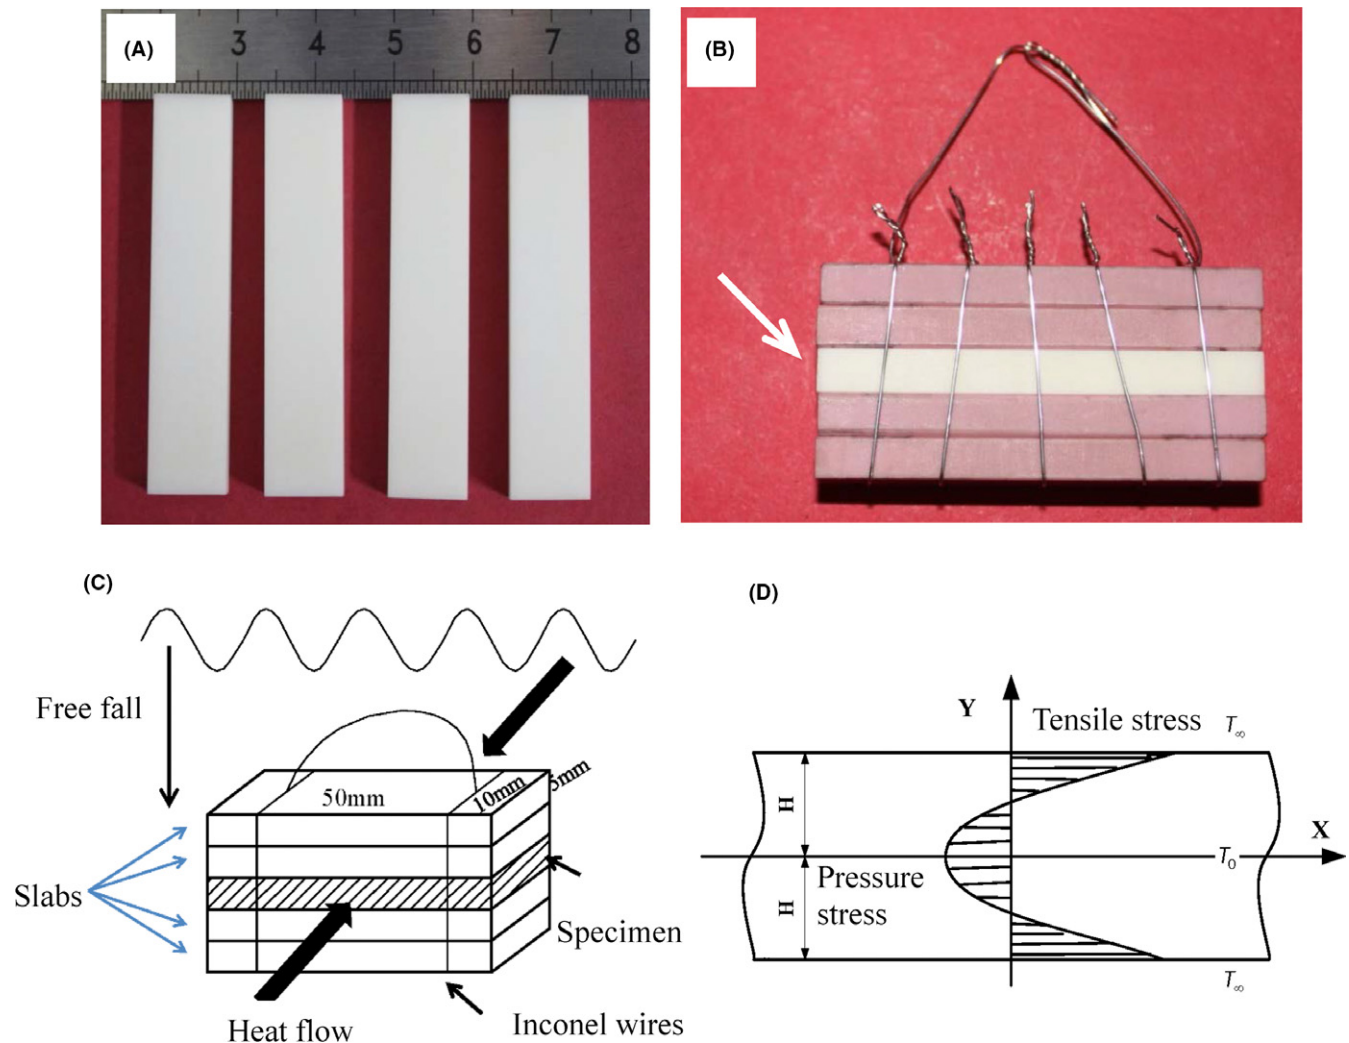 (A)
3 4 5 6 7 8
(B)
(C)
Free fall
50mm
10mm
5mm
Slabs
Specimen
Heat flow
Inconel wires
(D)
Y
Tensile stress
T∞
H
X
T0
Pressure
stress
H
T∞